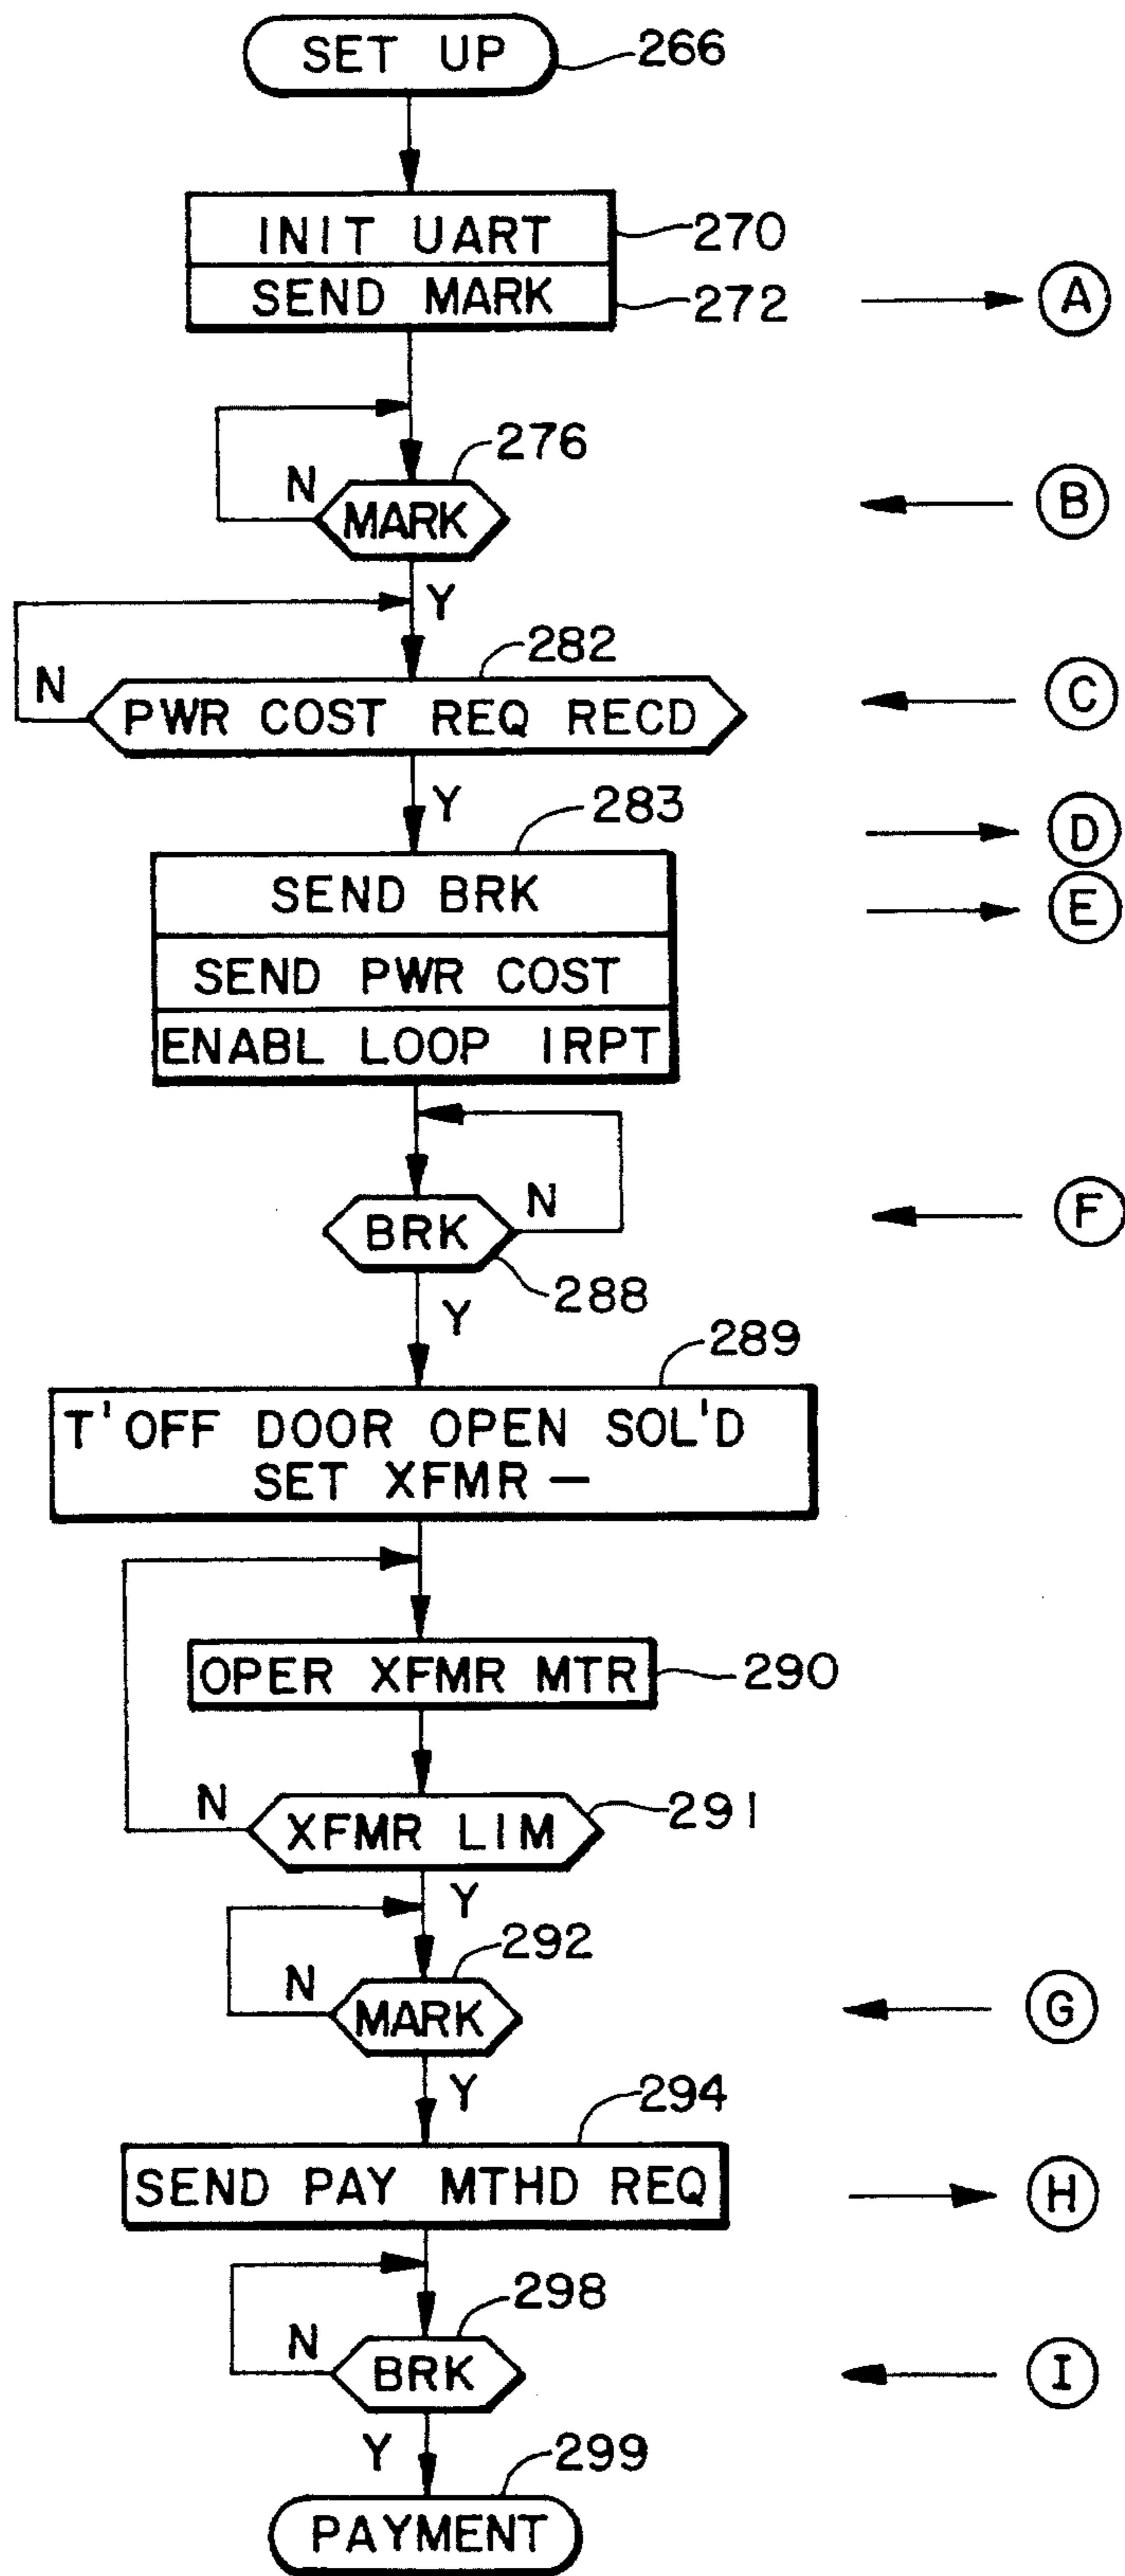 SET UP
266
INIT UART
270
SEND MARK
272
A
276
N
MARK
B
Y
282
N
PWR COST REQ RECD
C
Y
283
D
SEND BRK
E
SEND PWR COST
ENABL LOOP IRPT
N
BRK
F
288
Y
289
T'OFF DOOR OPEN SOL'D
SET XFMR —
OPER XFMR MTR
290
N
XFMR LIM
291
Y
292
N
MARK
G
Y
294
SEND PAY MTHD REQ
H
298
N
BRK
I
Y
299
PAYMENT